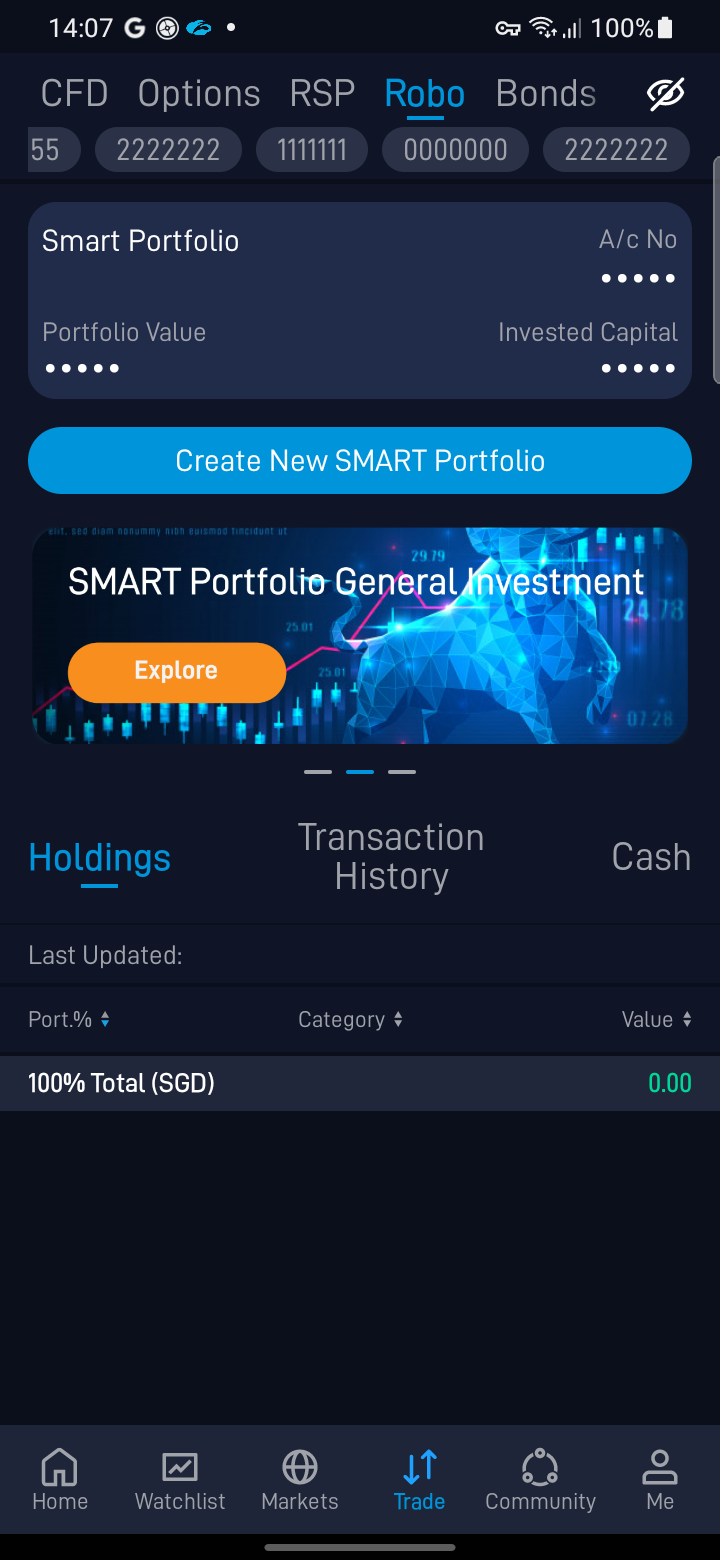 14:07
100%
CFD Options RSP Robo Bonds
55 2222222 1111111 0000000 2222222
Smart Portfolio A/c No
•••••
Portfolio Value Invested Capital
••••• •••••
Create New SMART Portfolio
elit, sed diam nonummy nibh euismod tincidunt ut
29.79
SMART Portfolio General Investment
24.78
25.01
Explore
25.01
07.28
Holdings Transaction History Cash
Last Updated:
Port.% Category Value
100% Total (SGD) 0.00
Home Watchlist Markets Trade Community Me